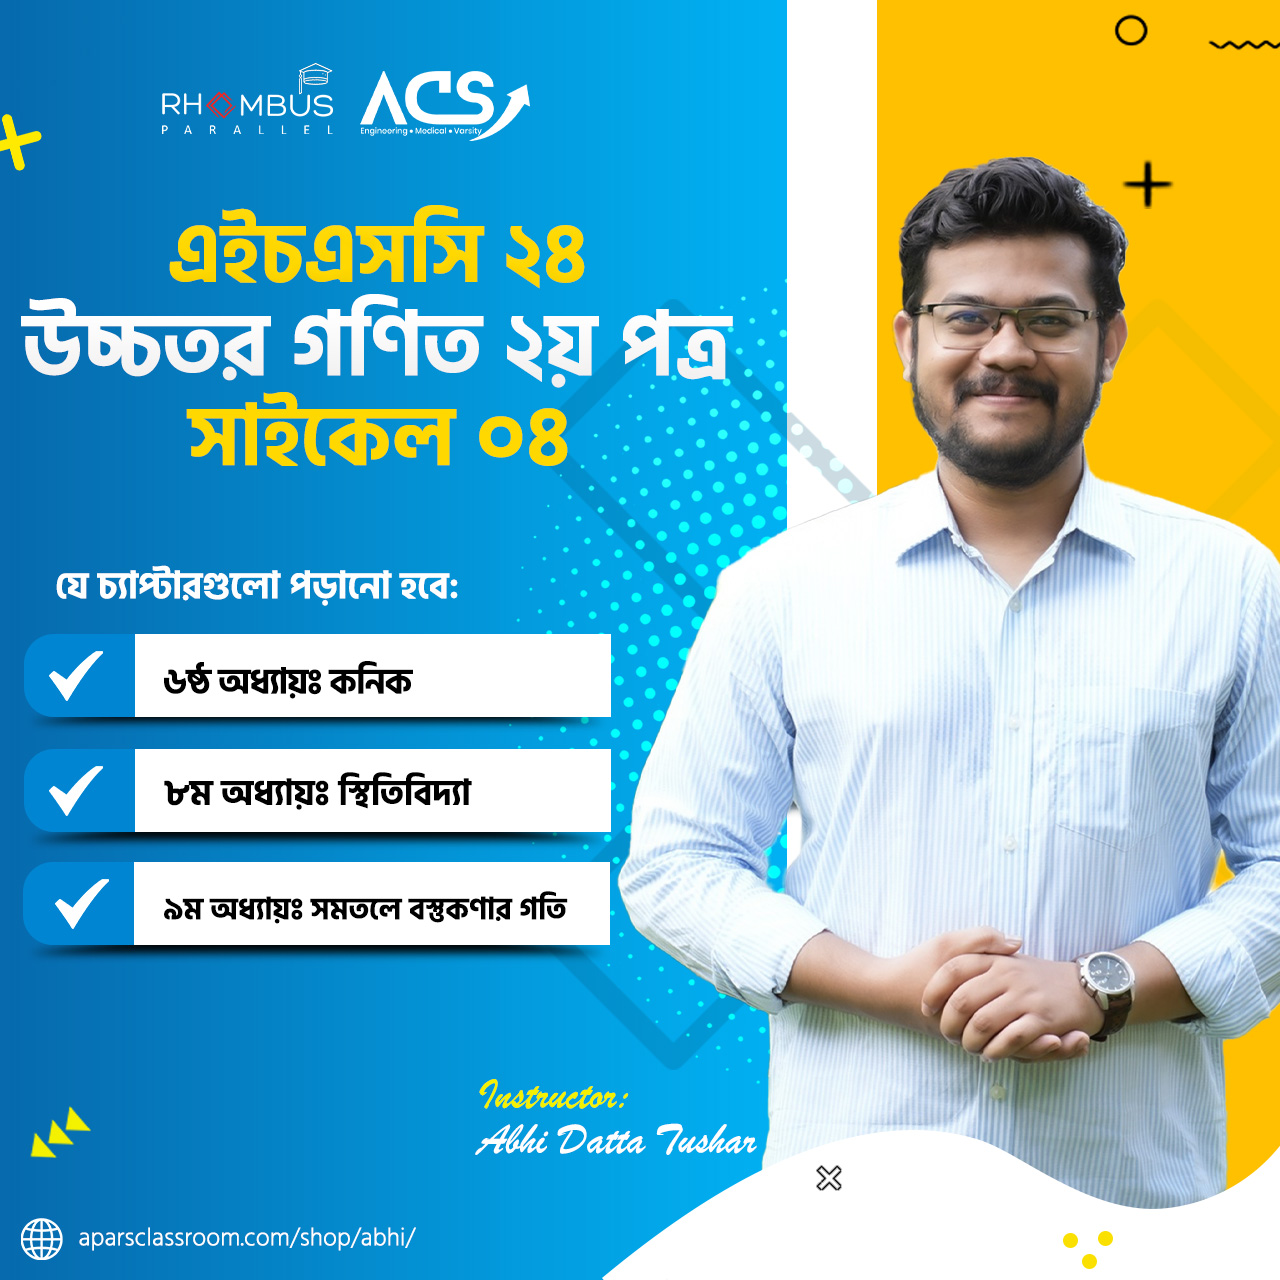 RHOMBUS
PARALLEL
ACS
Engineering • Medical • Varsity
এইচএসসি ২৪
উচ্চতর গণিত ২য় পত্র
সাইকেল ০৪
যে চ্যাপ্টারগুলো পড়ানো হবে:
৬ষ্ঠ অধ্যায়ঃ কনিক
৮ম অধ্যায়ঃ স্থিতিবিদ্যা
৯ম অধ্যায়ঃ সমতলে বস্তুকণার গতি
Instructor:
Abhi Datta Tushar
aparsclassroom.com/shop/abhi/